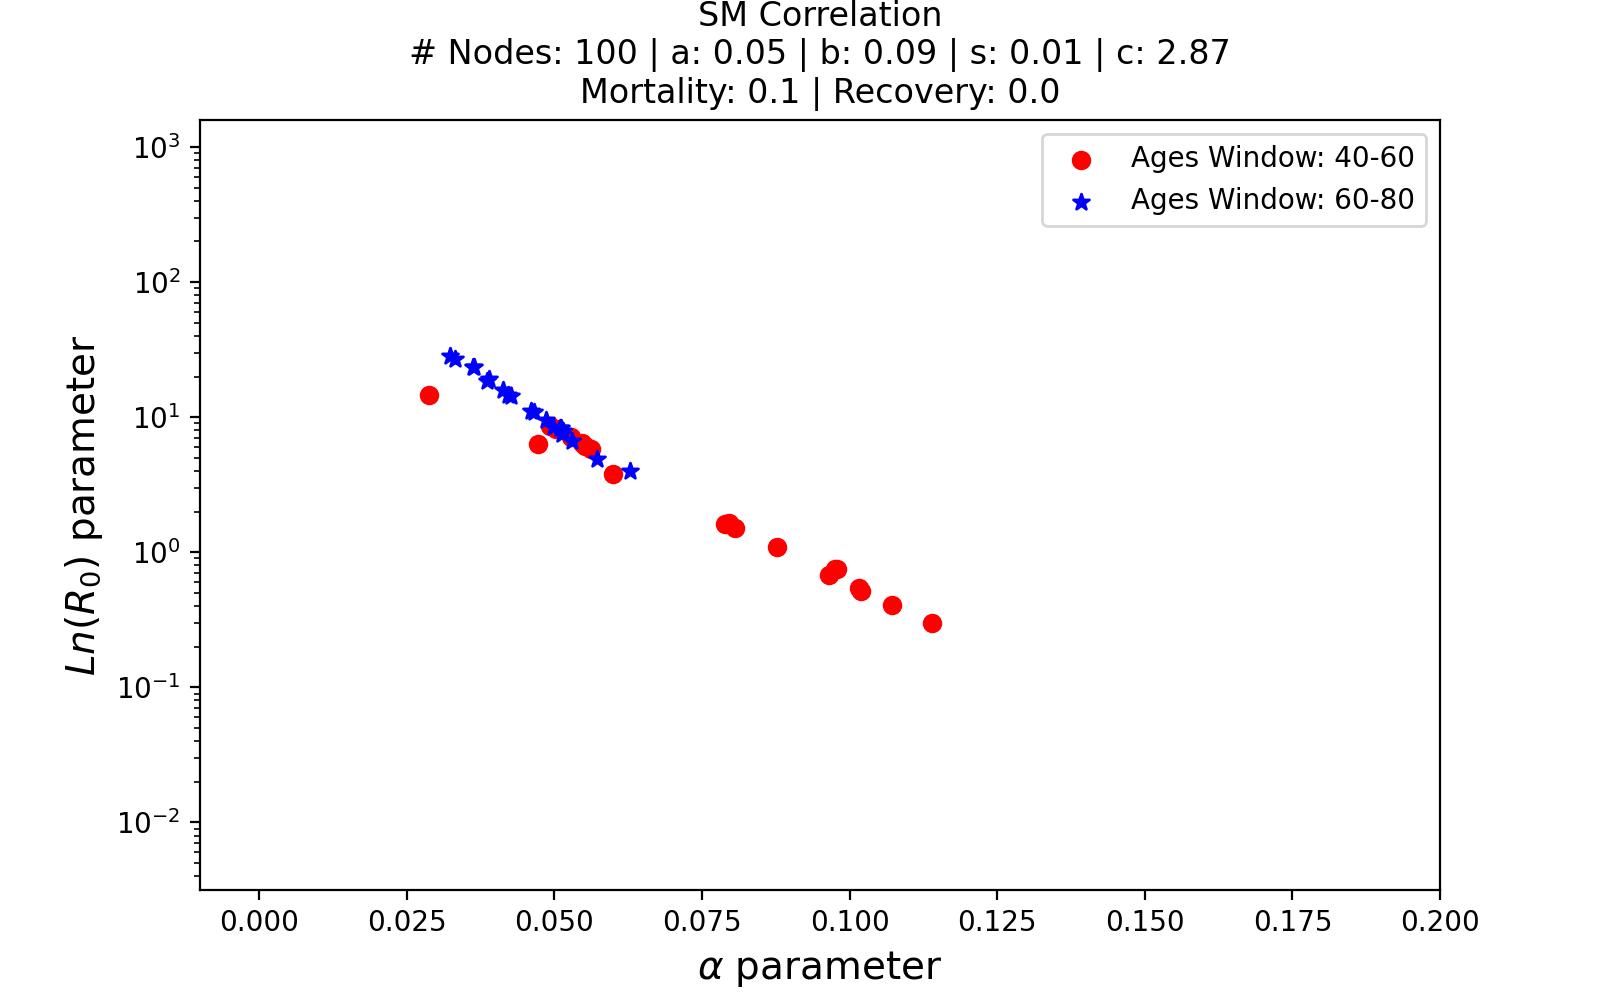 SM Correlation
# Nodes: 100 | a: 0.05 | b: 0.09 | s: 0.01 | c: 2.87
Mortality: 0.1 | Recovery: 0.0
Ages Window: 40-60
Ages Window: 60-80
10³
10²
10¹
10⁰
10⁻¹
10⁻²
Ln(R₀) parameter
0.000 0.025 0.050 0.075 0.100 0.125 0.150 0.175 0.200
α parameter